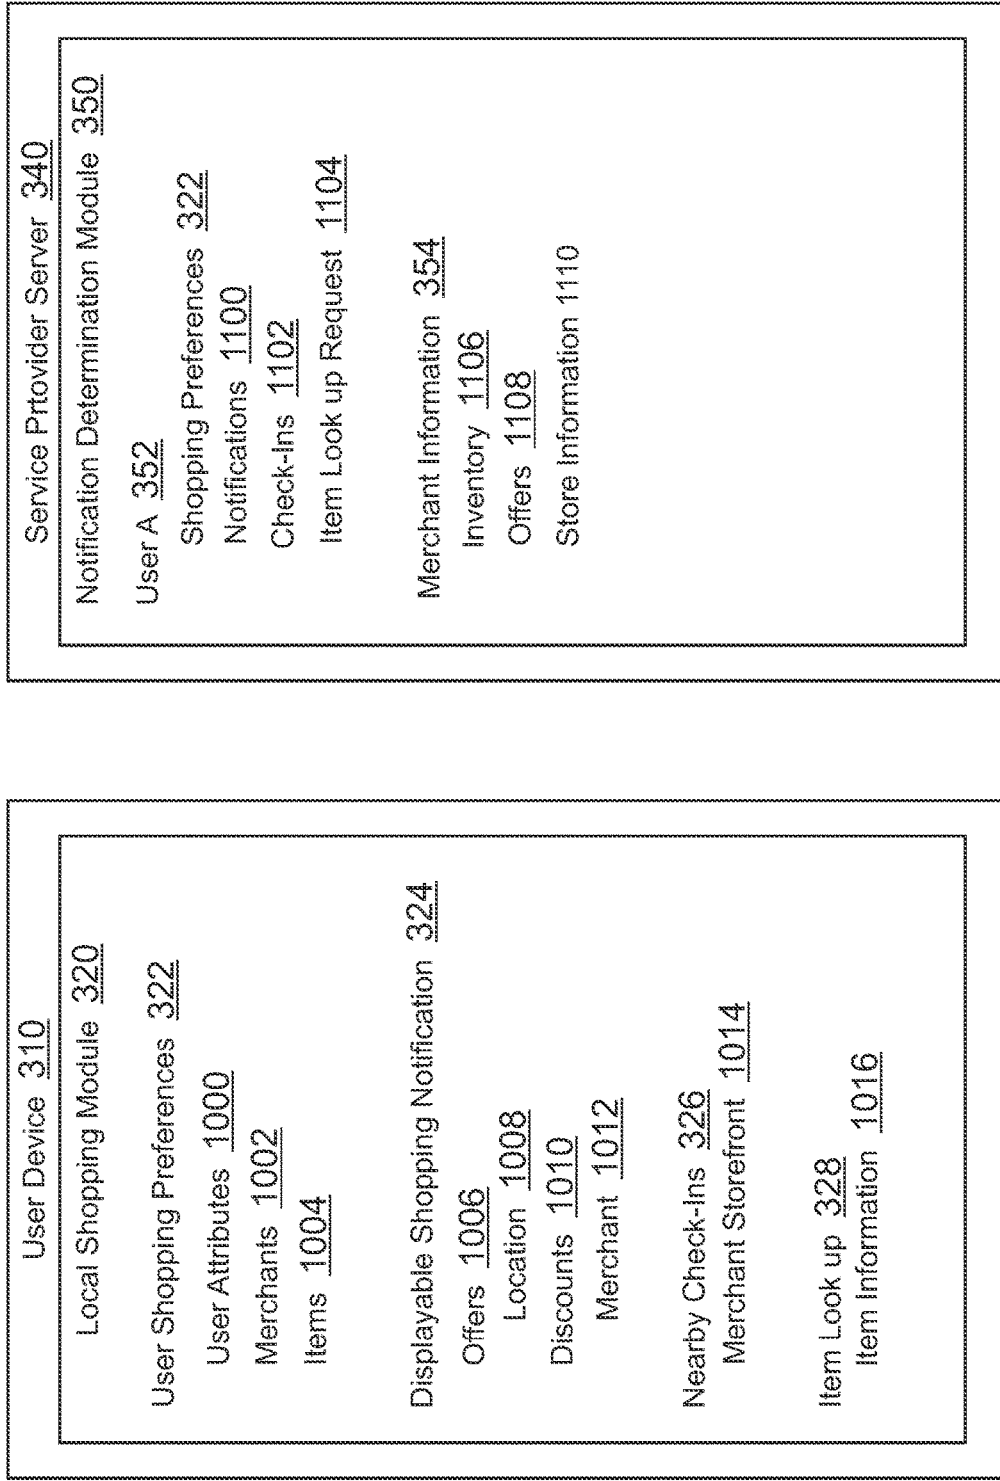 User Device 310
Local Shopping Module 320
User Shopping Preferences 322
User Attributes 1000
Merchants 1002
Items 1004
Displayable Shopping Notification 324
Offers 1006
Location 1008
Discounts 1010
Merchant 1012
Nearby Check-Ins 326
Merchant Storefront 1014
Item Look up 328
Item Information 1016
Service Prtovider Server 340
Notification Determination Module 350
User A 352
Shopping Preferences 322
Notifications 1100
Check-Ins 1102
Item Look up Request 1104
Merchant Information 354
Inventory 1106
Offers 1108
Store Information 1110